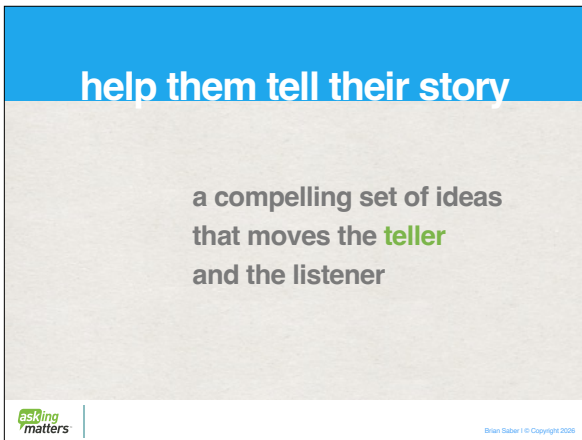 help them tell their story
a compelling set of ideas
that moves the teller
and the listener
asking
matters
Brian Saber I © Copyright 2026